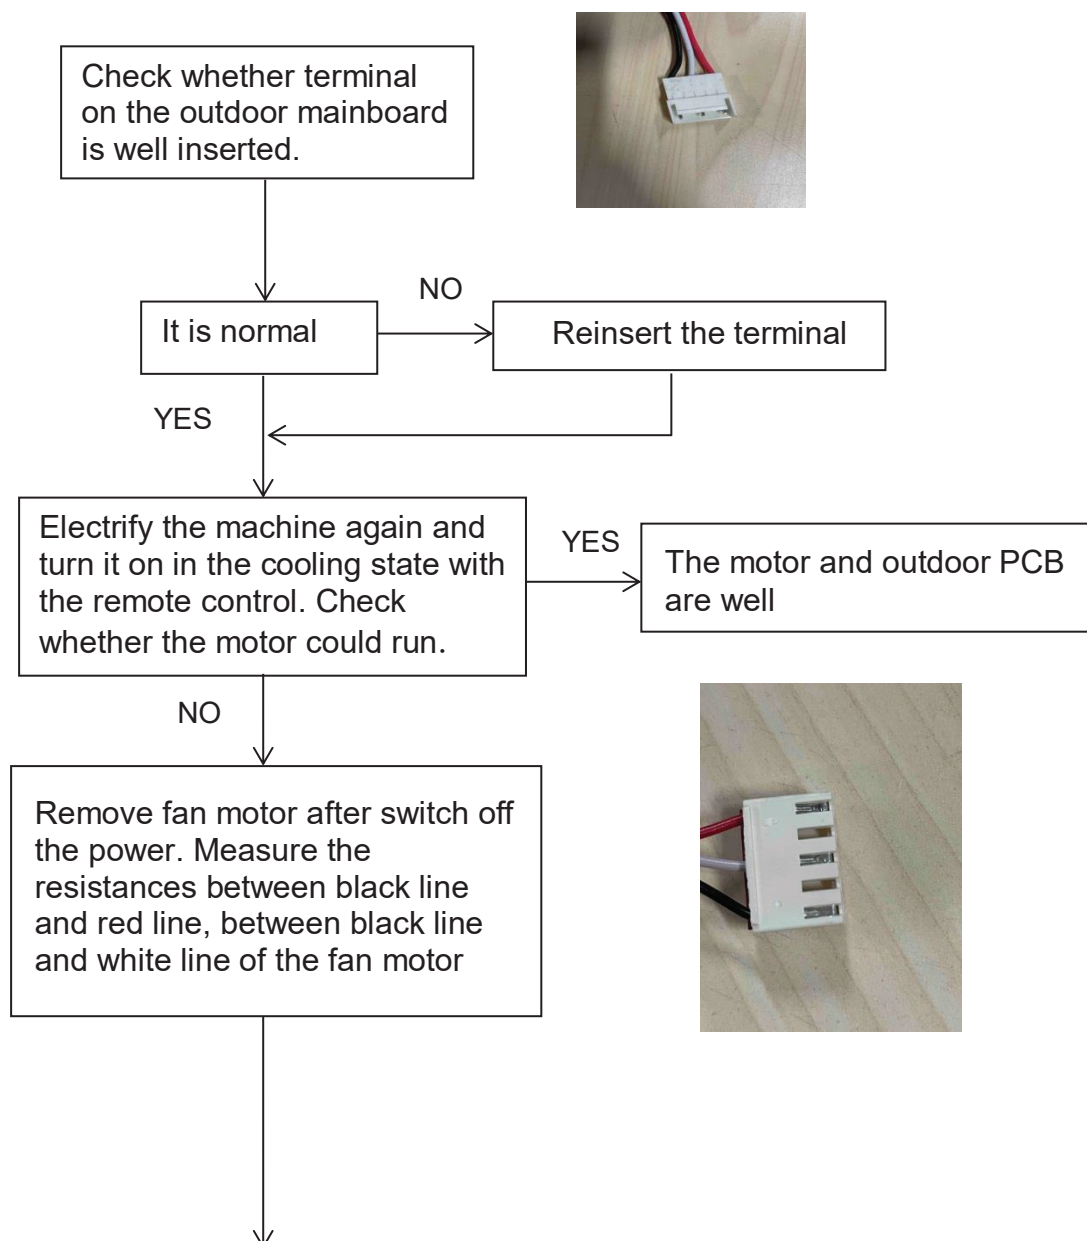 Check whether terminal
on the outdoor mainboard
is well inserted.
NO
It is normal
Reinsert the terminal
YES
Electrify the machine again and
turn it on in the cooling state with
the remote control. Check
whether the motor could run.
YES
The motor and outdoor PCB
are well
NO
Remove fan motor after switch off
the power. Measure the
resistances between black line
and red line, between black line
and white line of the fan motor